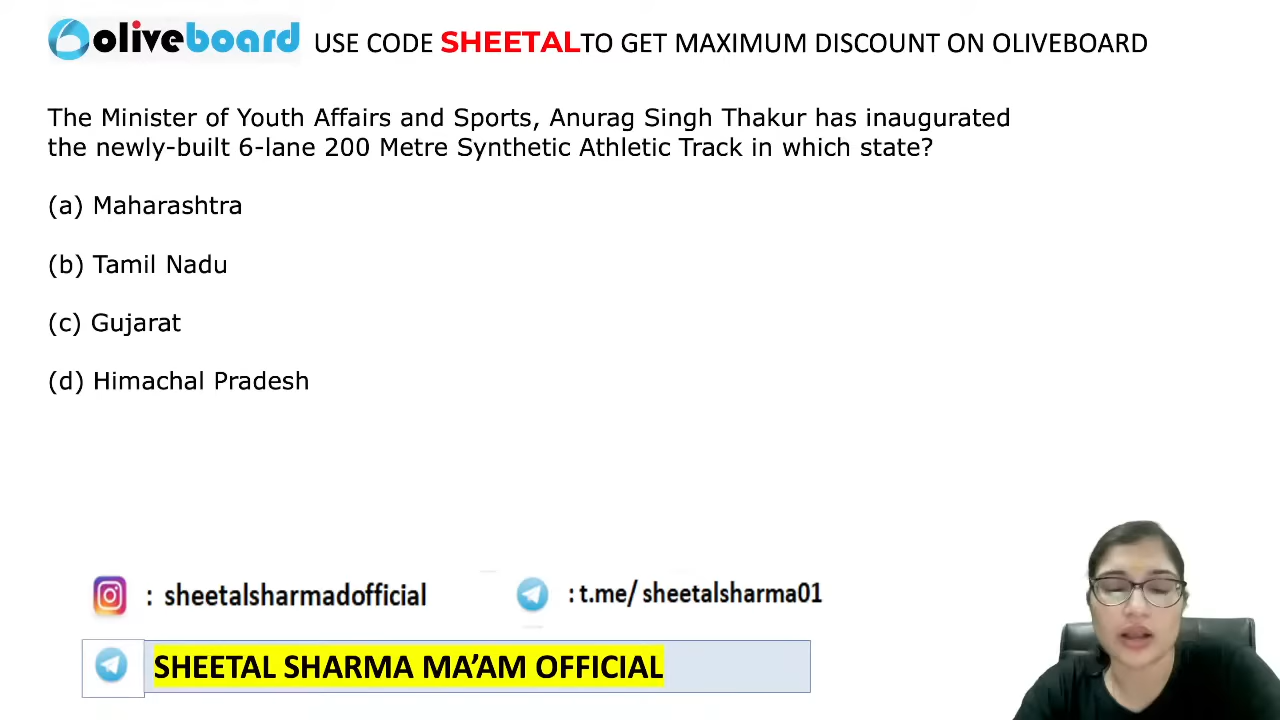 oliveboard USE CODE SHEETAL TO GET MAXIMUM DISCOUNT ON OLIVEBOARD
The Minister of Youth Affairs and Sports, Anurag Singh Thakur has inaugurated
the newly-built 6-lane 200 Metre Synthetic Athletic Track in which state?
(a) Maharashtra
(b) Tamil Nadu
(c) Gujarat
(d) Himachal Pradesh
: sheetalsharmadofficial : t.me/ sheetalsharma01
SHEETAL SHARMA MA’AM OFFICIAL